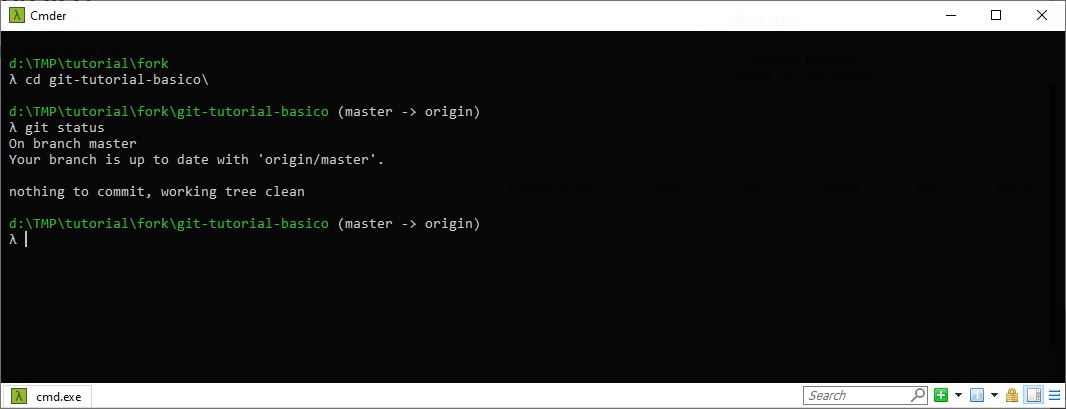 Cmder
d:\TMP\tutorial\fork
λ cd git-tutorial-basico\
d:\TMP\tutorial\fork\git-tutorial-basico (master -> origin)
λ git status
On branch master
Your branch is up to date with 'origin/master'.
nothing to commit, working tree clean
d:\TMP\tutorial\fork\git-tutorial-basico (master -> origin)
λ
cmd.exe
Search